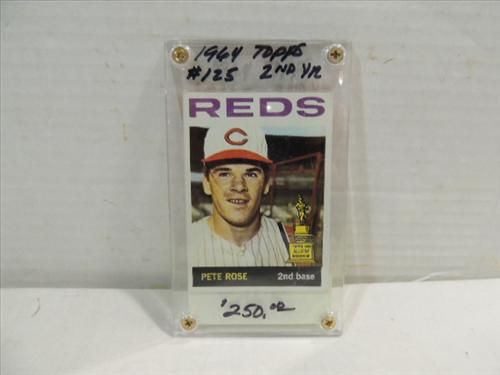 1964 TOPPS
#125 2ND YR
REDS
C
PETE ROSE 2nd base
$250.00